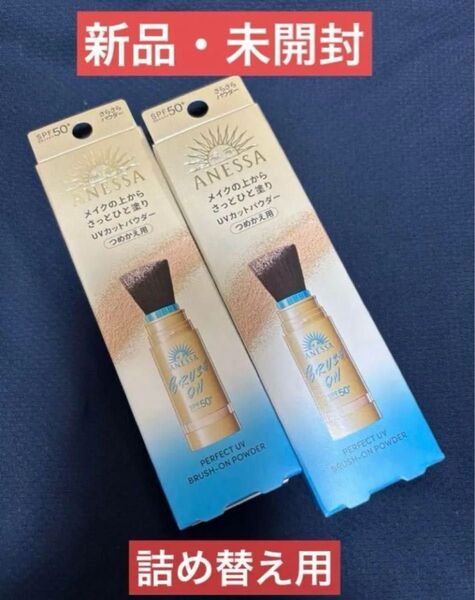 新品・未開封
SPF50+
さらさら
パウダー
ANESSA
メイクの上から
さっとひと塗り
UVカットパウダー
つめかえ用
ANESSA
BRUSH
ON
SPF50+
PERFECT UV
BRUSH-ON POWDER
SPF50+
さらさら
パウダー
ANESSA
メイクの上から
さっとひと塗り
UVカットパウダー
つめかえ用
ANESSA
BRUSH
ON
SPF50+
PERFECT UV
BRUSH-ON POWDER
詰め替え用